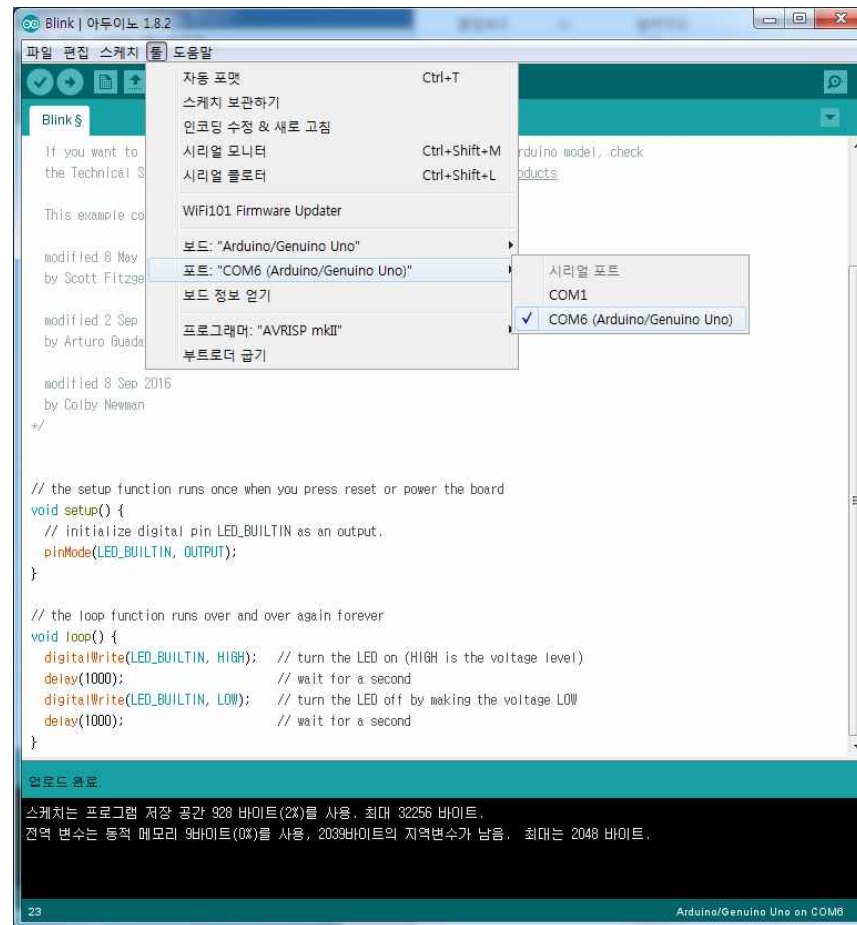 Blink | 아두이노 1.8.2
파일 편집 스케치 툴 도움말
자동 포맷 Ctrl+T
스케치 보관하기
Blink §
인코딩 수정 & 새로 고침
If you want to
시리얼 모니터 Ctrl+Shift+M
rduino model, check
the Technical S
시리얼 플로터 Ctrl+Shift+L
oducts
This example co
WiFi101 Firmware Updater
보드: "Arduino/Genuino Uno"
modified 8 May
포트: "COM6 (Arduino/Genuino Uno)"
시리얼 포트
by Scott Fitzge
보드 정보 얻기
COM1
modified 2 Sep
프로그래머: "AVRISP mkII"
COM6 (Arduino/Genuino Uno)
by Arturo Guada
부트로더 굽기
modified 8 Sep 2016
by Colby Newman
*/
// the setup function runs once when you press reset or power the board
void setup() {
// initialize digital pin LED_BUILTIN as an output.
pinMode(LED_BUILTIN, OUTPUT);
}
// the loop function runs over and over again forever
void loop() {
digitalWrite(LED_BUILTIN, HIGH); // turn the LED on (HIGH is the voltage level)
delay(1000); // wait for a second
digitalWrite(LED_BUILTIN, LOW); // turn the LED off by making the voltage LOW
delay(1000); // wait for a second
}
업로드 완료.
스케치는 프로그램 저장 공간 928 바이트(2%)를 사용. 최대 32256 바이트.
전역 변수는 동적 메모리 9바이트(0%)를 사용, 2039바이트의 지역변수가 남음. 최대는 2048 바이트.
23
Arduino/Genuino Uno on COM6